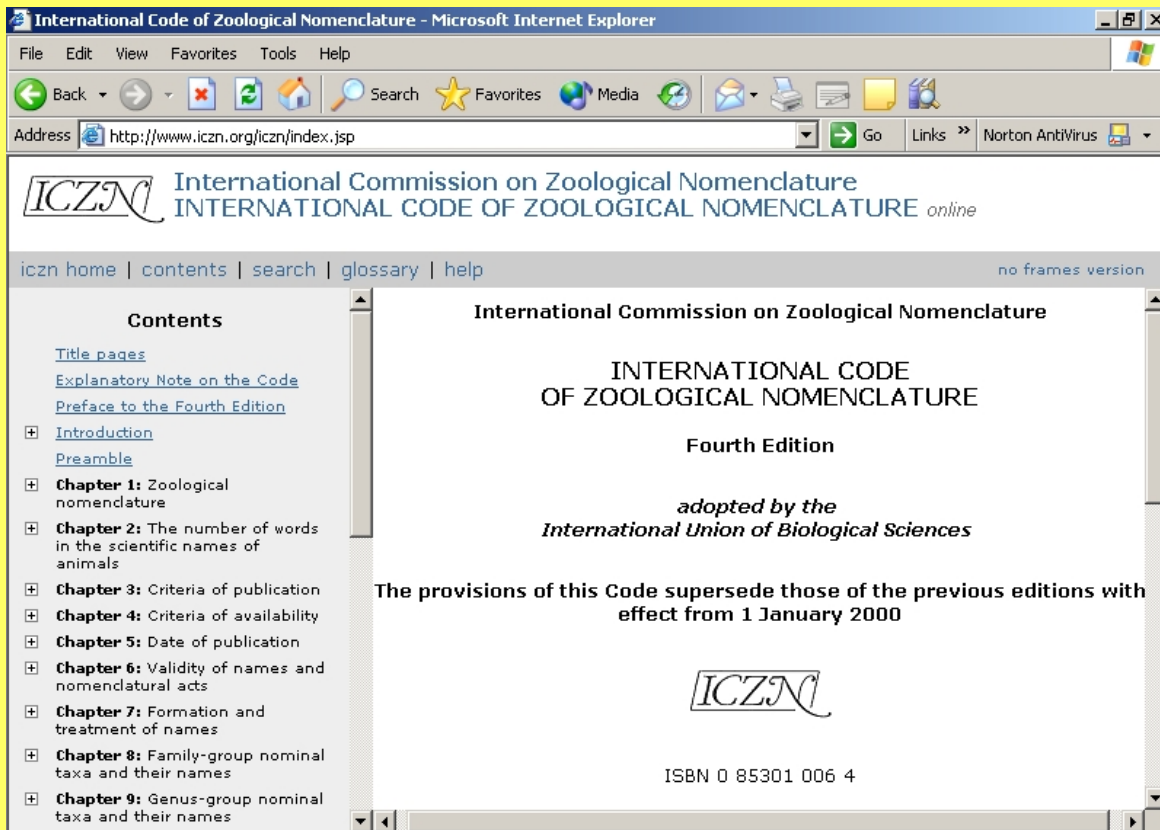 International Code of Zoological Nomenclature - Microsoft Internet Explorer
File Edit View Favorites Tools Help
Back Search Favorites Media
Address http://www.iczn.org/iczn/index.jsp Go Links » Norton AntiVirus
ICZN International Commission on Zoological Nomenclature
INTERNATIONAL CODE OF ZOOLOGICAL NOMENCLATURE online
iczn home | contents | search | glossary | help no frames version
Contents
Title pages
Explanatory Note on the Code
Preface to the Fourth Edition
Introduction
Preamble
Chapter 1: Zoological
nomenclature
Chapter 2: The number of words
in the scientific names of
animals
Chapter 3: Criteria of publication
Chapter 4: Criteria of availability
Chapter 5: Date of publication
Chapter 6: Validity of names and
nomenclatural acts
Chapter 7: Formation and
treatment of names
Chapter 8: Family-group nominal
taxa and their names
Chapter 9: Genus-group nominal
taxa and their names
International Commission on Zoological Nomenclature
INTERNATIONAL CODE
OF ZOOLOGICAL NOMENCLATURE
Fourth Edition
adopted by the
International Union of Biological Sciences
The provisions of this Code supersede those of the previous editions with
effect from 1 January 2000
ICZN
ISBN 0 85301 006 4